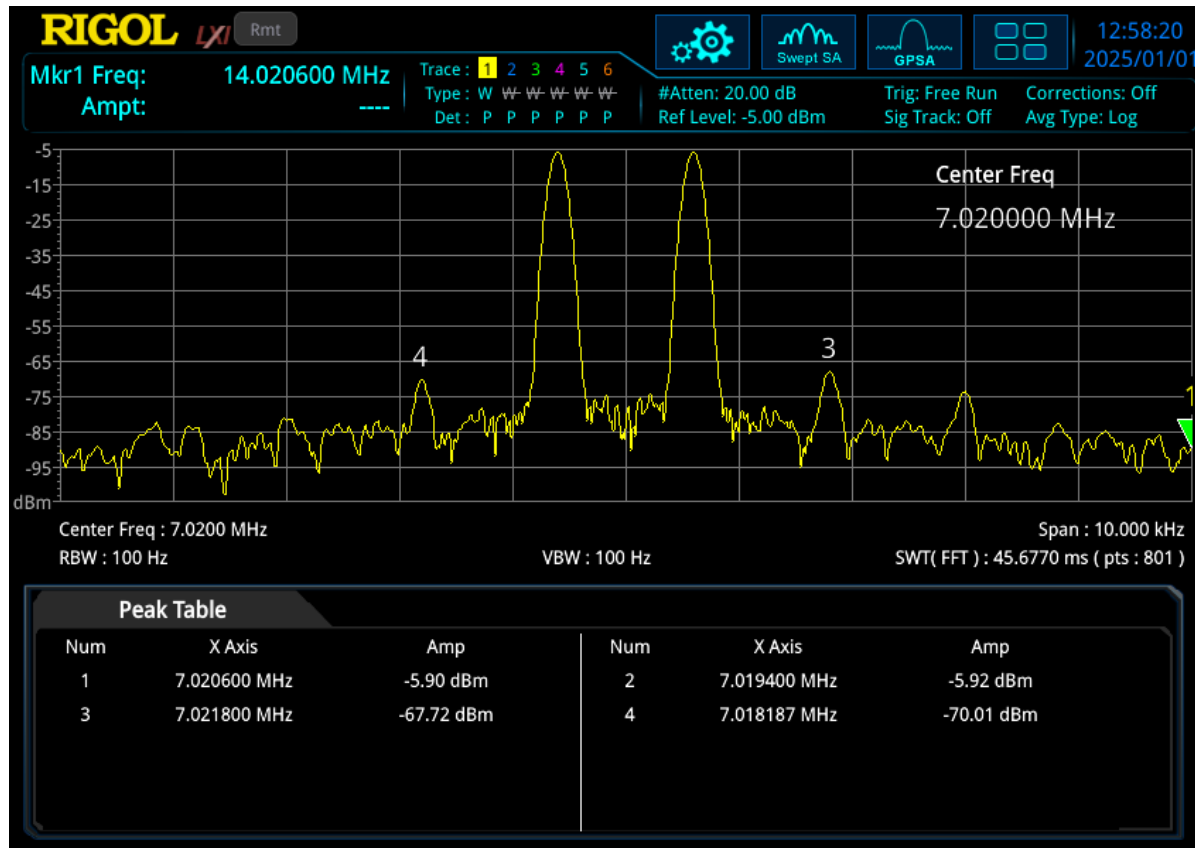 RIGOL LXI Rmt
Swept SA
GPSA
12:58:20
2025/01/01
Mkr1 Freq: 14.020600 MHz
Ampt: ----
Trace : 1 2 3 4 5 6
Type : W W W W W W
Det : P P P P P P
#Atten: 20.00 dB
Ref Level: -5.00 dBm
Trig: Free Run
Sig Track: Off
Corrections: Off
Avg Type: Log
-5
-15
-25
-35
-45
-55
-65
-75
-85
-95
dBm
Center Freq
7.020000 MHz
4
3
1
Center Freq : 7.0200 MHz
Span : 10.000 kHz
RBW : 100 Hz
VBW : 100 Hz
SWT( FFT ) : 45.6770 ms ( pts : 801 )
Peak Table
Num X Axis Amp Num X Axis Amp
1 7.020600 MHz -5.90 dBm 2 7.019400 MHz -5.92 dBm
3 7.021800 MHz -67.72 dBm 4 7.018187 MHz -70.01 dBm